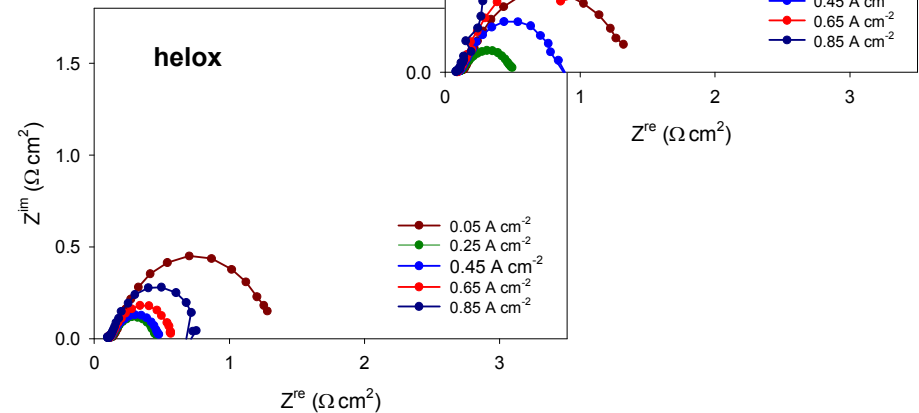 0.45 A cm
0.65 A cm-2
0.85 A cm-2
0.0
0
1
2
3
Zre (Ω cm2)
helox
1.5
1.0
0.5
0.0
Zim (Ω cm2)
0.05 A cm-2
0.25 A cm-2
0.45 A cm-2
0.65 A cm-2
0.85 A cm-2
0
1
2
3
Zre (Ω cm2)